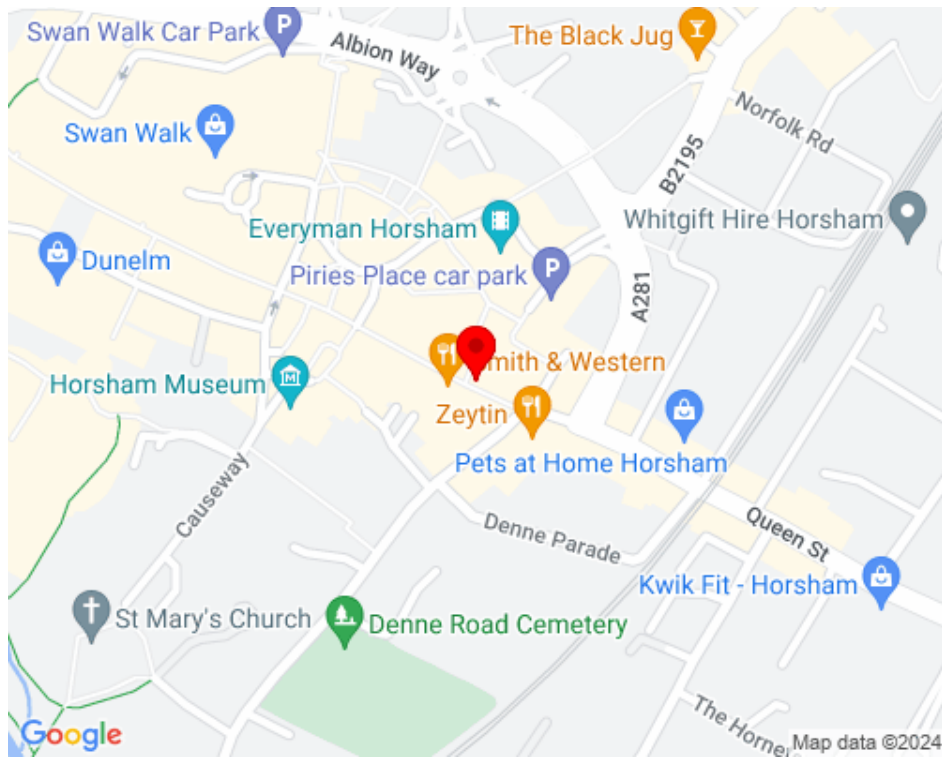 Swan Walk Car Park
P
Albion Way
The Black Jug
Norfolk Rd
Swan Walk
B2195
Everyman Horsham
Whitgift Hire Horsham
Dunelm
Piries Place car park
P
A281
mith & Western
Horsham Museum
M
Zeytin
Pets at Home Horsham
Causeway
Queen St
Denne Parade
Kwik Fit - Horsham
St Mary's Church
Denne Road Cemetery
The Horner
Google
Map data ©2024